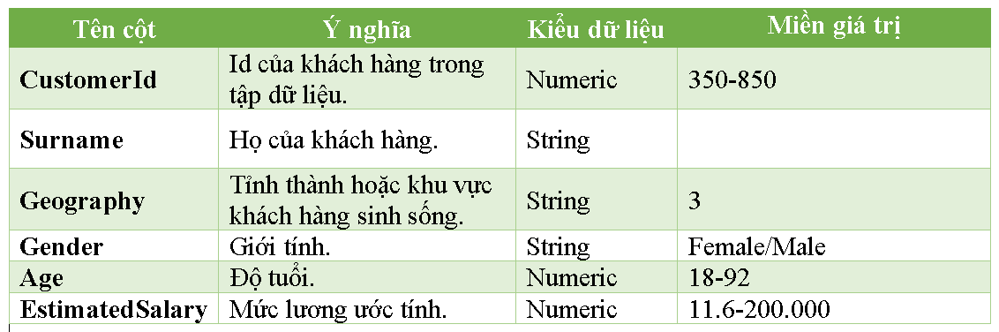 Tên cột Ý nghĩa Kiểu dữ liệu Miền giá trị
CustomerId Id của khách hàng trong tập dữ liệu. Numeric 350-850
Surname Họ của khách hàng. String
Geography Tỉnh thành hoặc khu vực khách hàng sinh sống. String 3
Gender Giới tính. String Female/Male
Age Độ tuổi. Numeric 18-92
EstimatedSalary Mức lương ước tính. Numeric 11.6-200.000